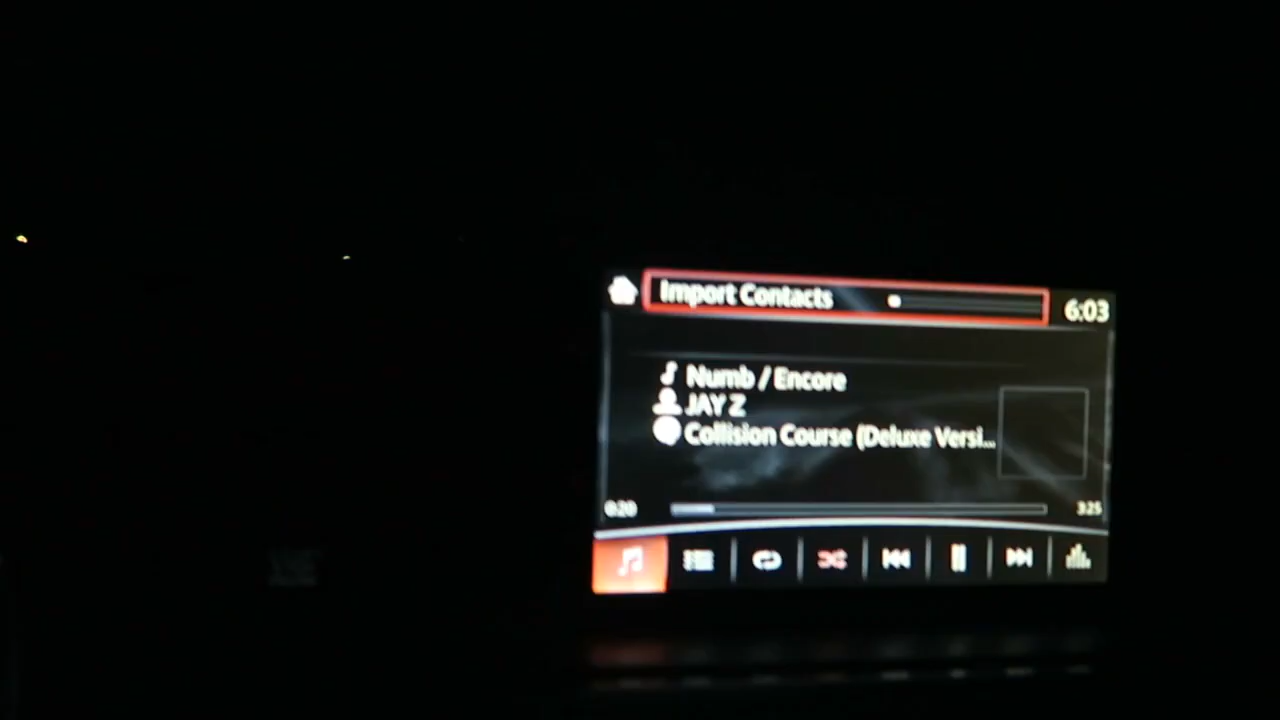 Import Contacts
6:03
Numb / Encore
JAY Z
Collision Course (Deluxe Versi...
0:20
3:25